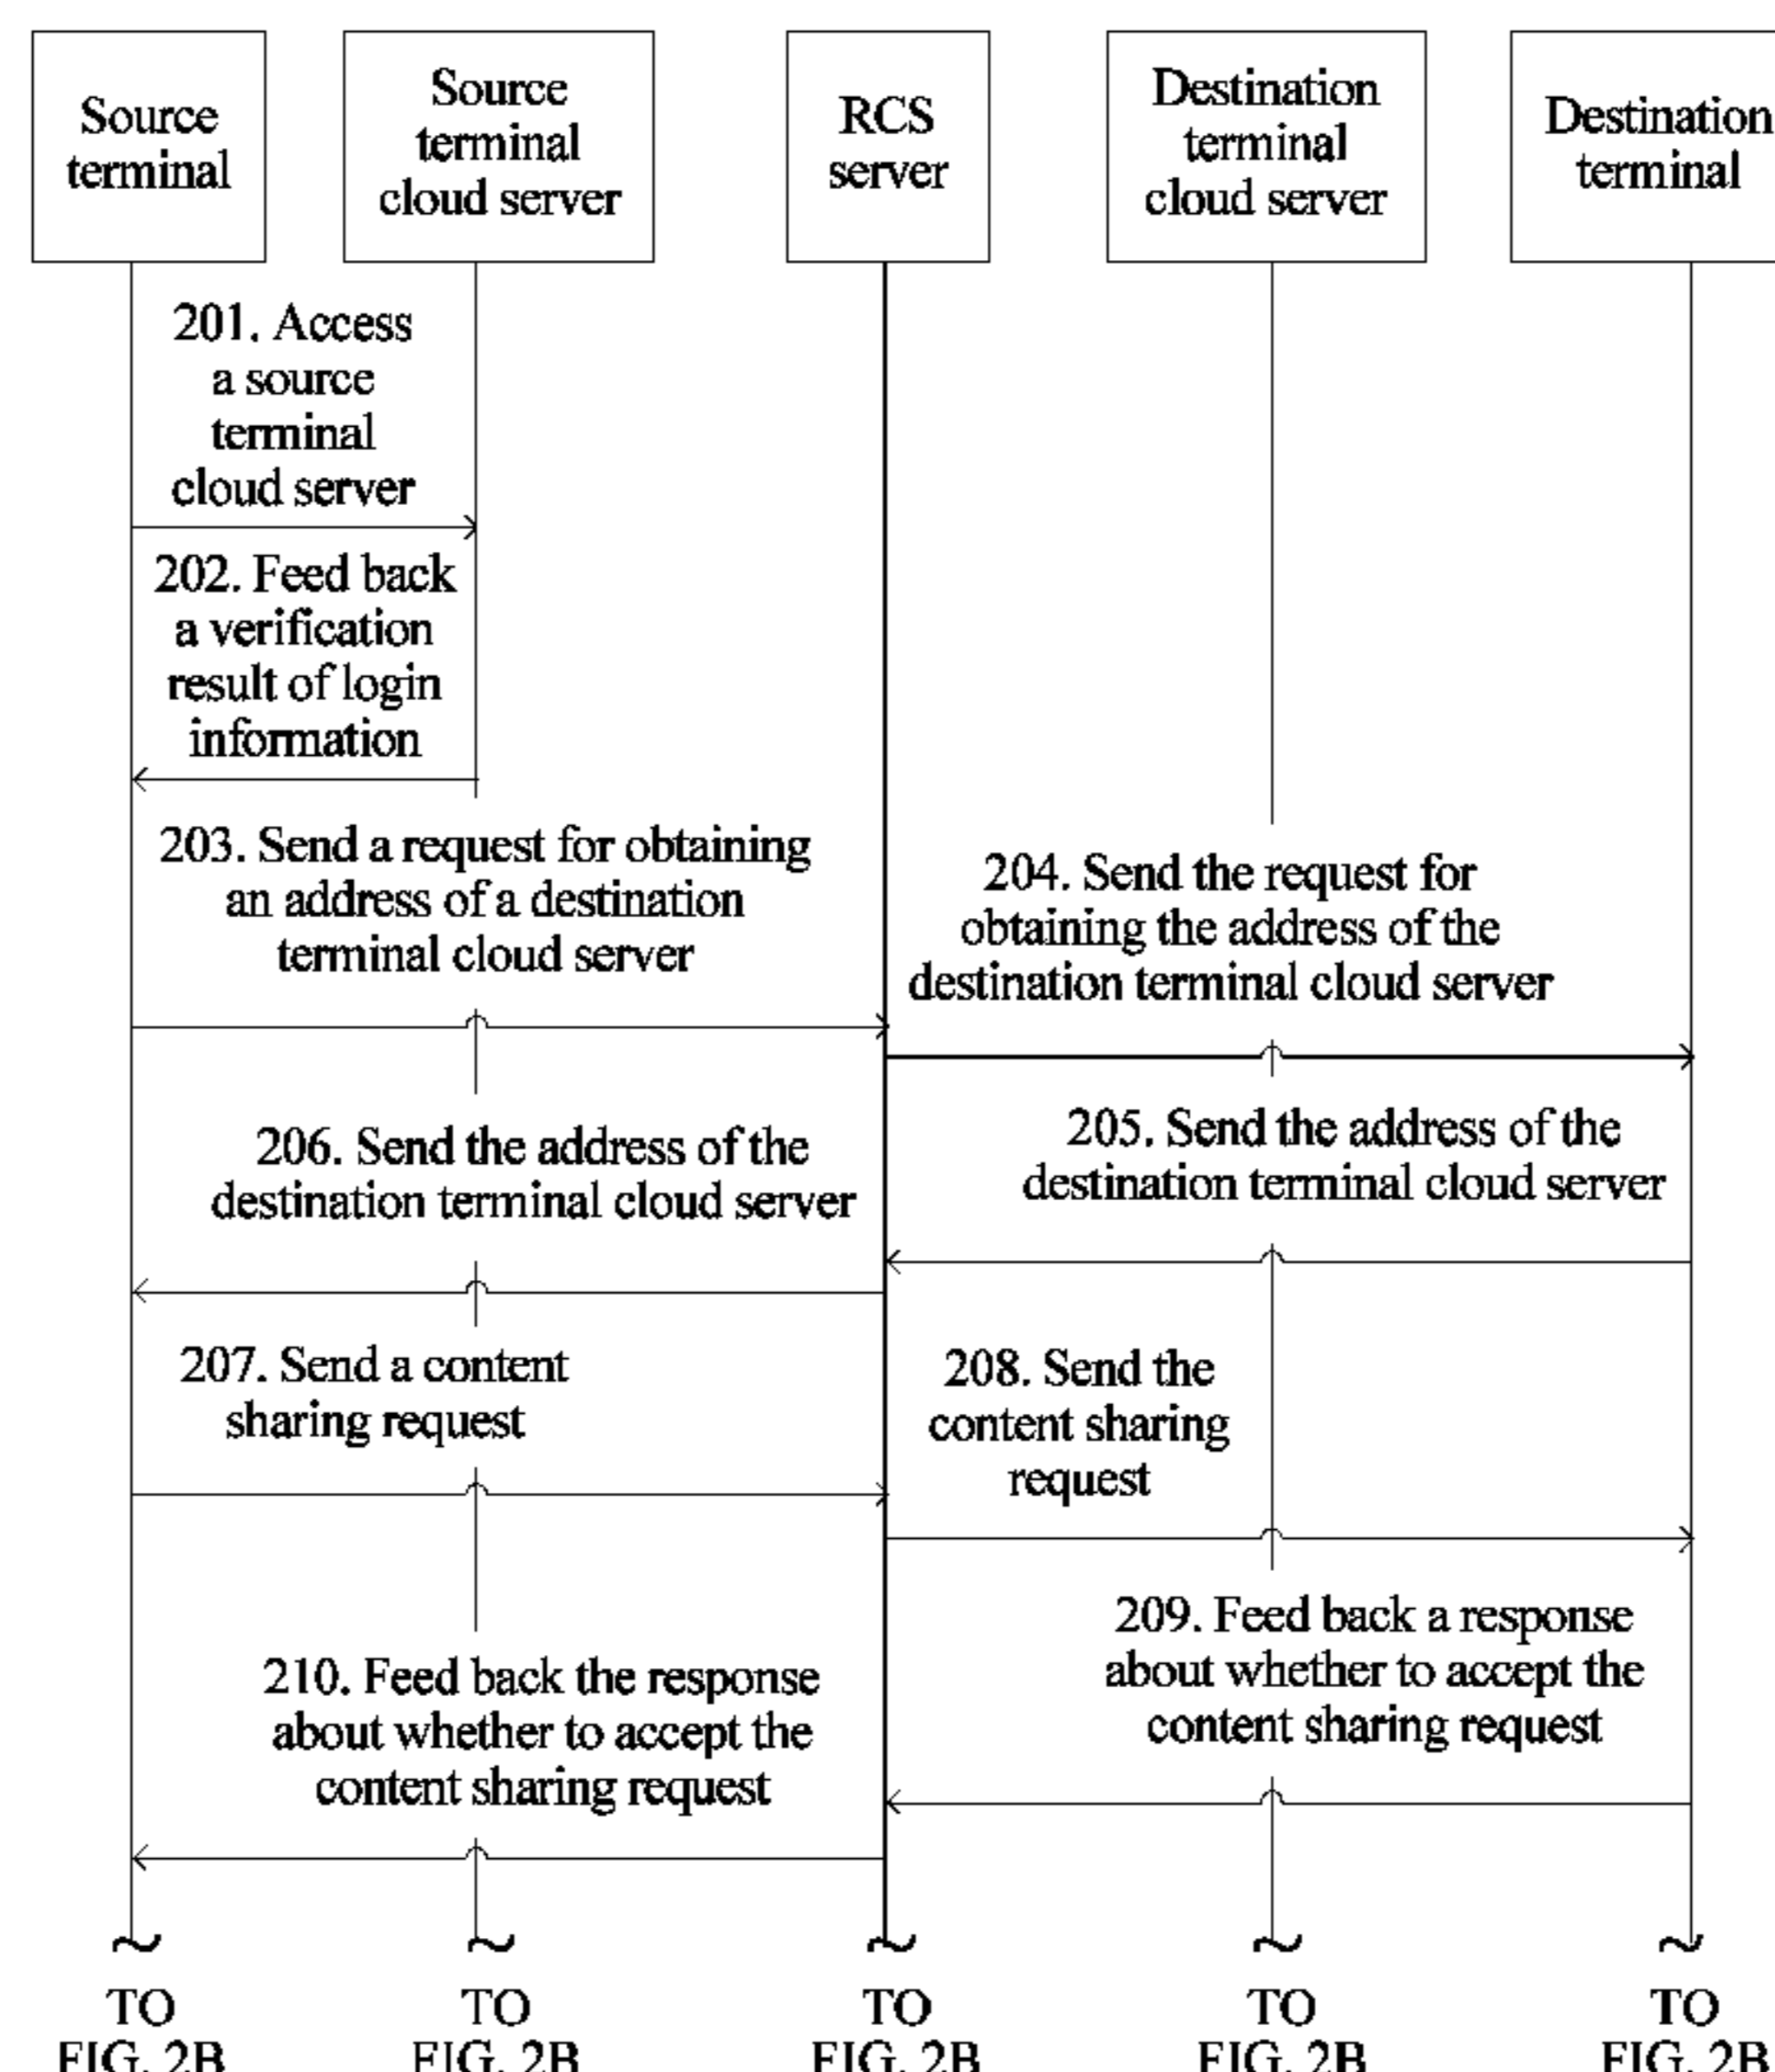 Source
terminal
Source
terminal
cloud server
RCS
server
Destination
terminal
cloud server
Destination
terminal
201. Access
a source
terminal
cloud server
202. Feed back
a verification
result of login
information
203. Send a request for obtaining
an address of a destination
terminal cloud server
204. Send the request for
obtaining the address of the
destination terminal cloud server
205. Send the address of the
destination terminal cloud server
206. Send the address of the
destination terminal cloud server
207. Send a content
sharing request
208. Send the
content sharing
request
209. Feed back a response
about whether to accept the
content sharing request
210. Feed back the response
about whether to accept the
content sharing request
~
~
~
~
~
TO
FIG. 2B
TO
FIG. 2B
TO
FIG. 2B
TO
FIG. 2B
TO
FIG. 2B